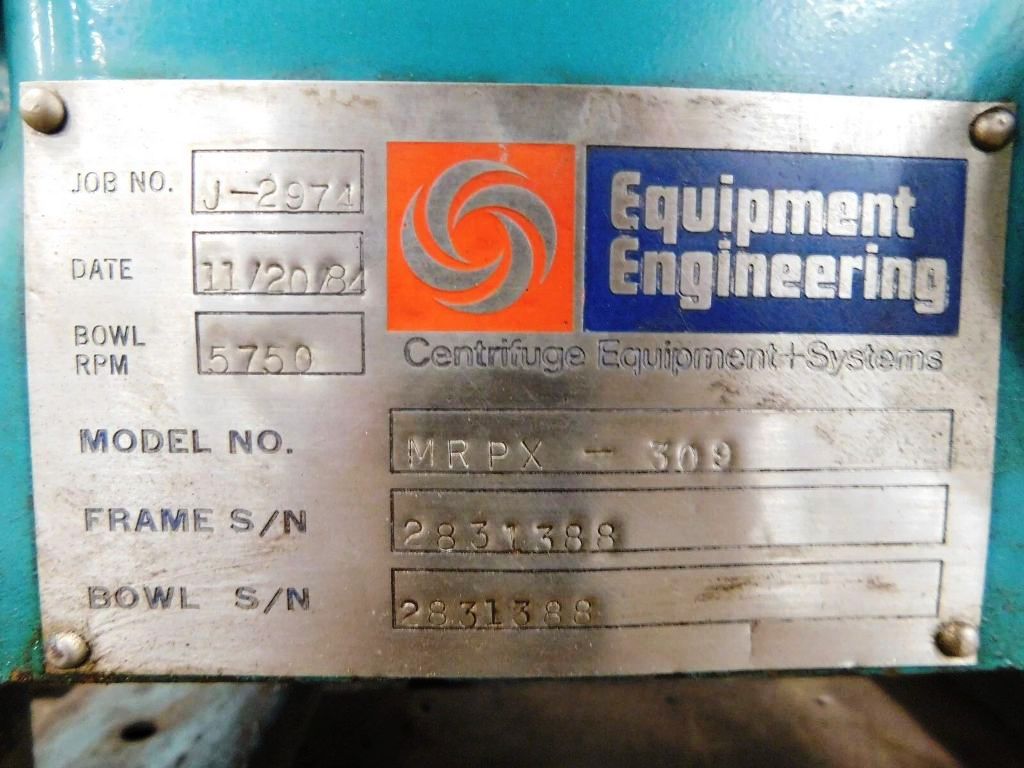 JOB NO. J-2974
DATE 11/20/84
BOWL
RPM 5750
Equipment
Engineering
Centrifuge Equipment+Systems
MODEL NO. MRPX - 309
FRAME S/N 2831388
BOWL S/N 2831388